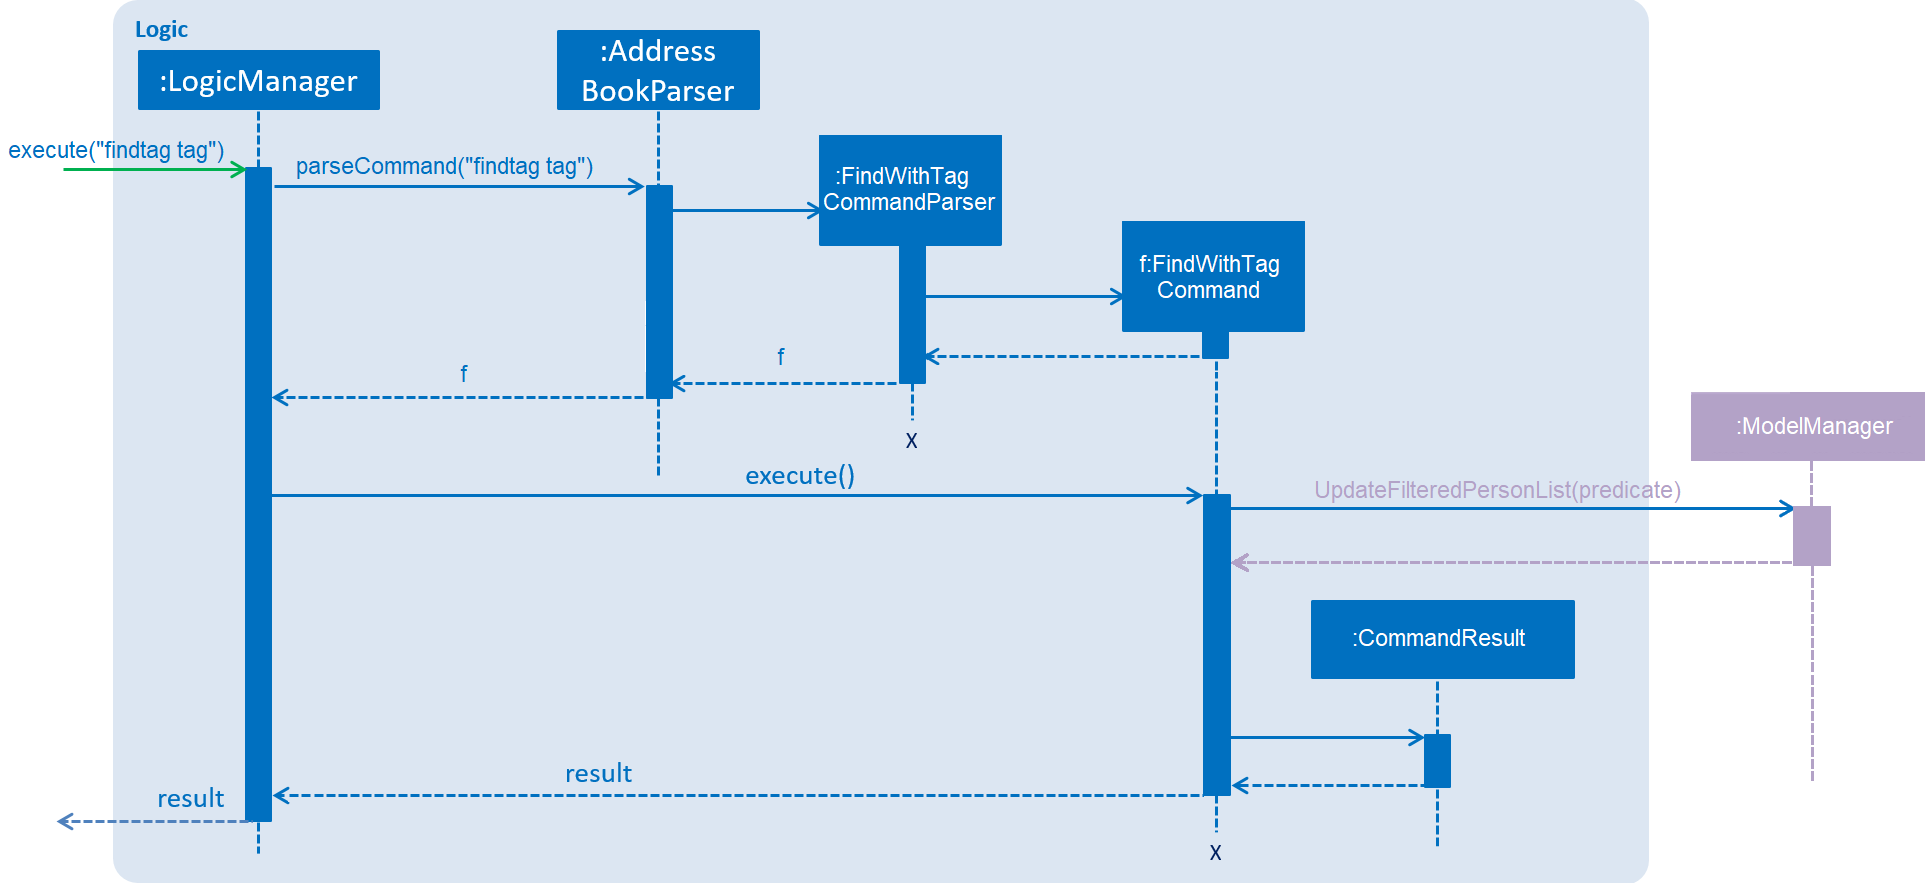 Logic
:LogicManager
:Address
BookParser
execute("findtag tag")
parseCommand("findtag tag")
:FindWithTag
CommandParser
f:FindWithTag
Command
f
f
X
:ModelManager
execute()
UpdateFilteredPersonList(predicate)
:CommandResult
result
result
X